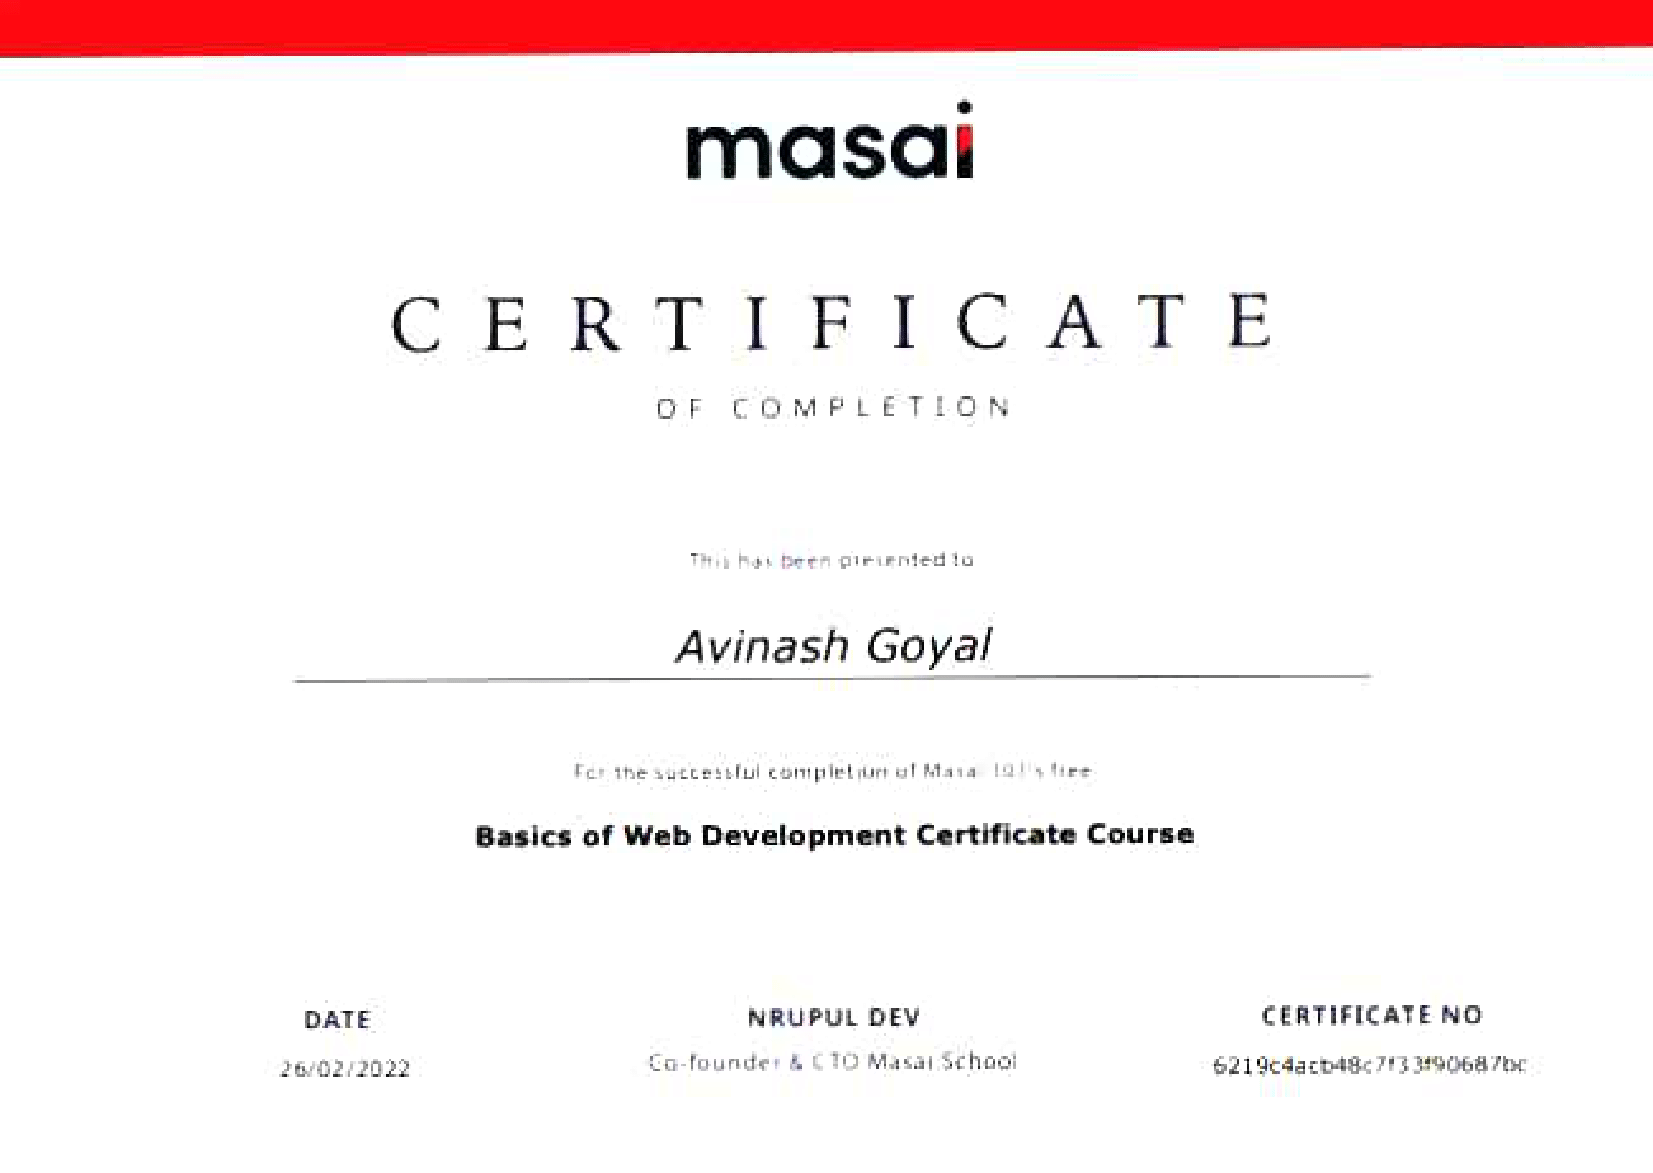 masai
CERTIFICATE
OF COMPLETION
This has been presented to
Avinash Goyal
For the successful completion of Masai 101's free
Basics of Web Development Certificate Course
DATE
NRUPUL DEV
CERTIFICATE NO
26/02/2022
Co-founder & CTO Masai School
6219c4acb48c7f33f90687bc